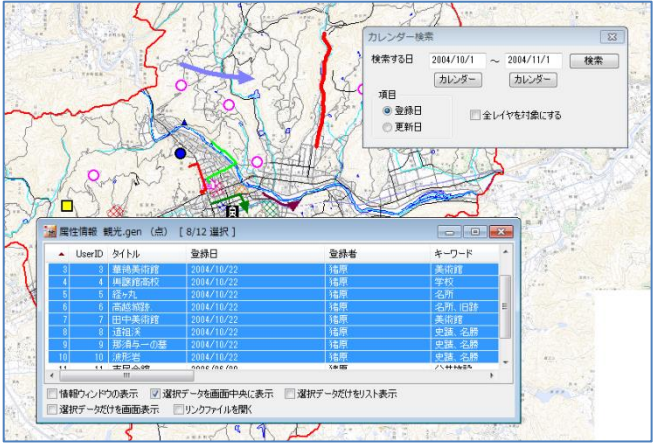 カレンダー検索
検索する日 2004/10/1 ～ 2004/11/1 検索
カレンダー カレンダー
項目
登録日
更新日
全レイヤを対象にする
属性情報 観光.gen （点） [ 8/12 選択 ]
UserID タイトル 登録日 登録者 キーワード
3 3 華鴒美術館 2004/10/22 猪原 美術館
4 4 興譲館高校 2004/10/22 猪原 学校
5 5 経ヶ丸 2004/10/22 猪原 名所
6 6 高越城跡 2004/10/22 猪原 名所、旧跡
7 7 田中美術館 2004/10/22 猪原 美術館
8 8 道祖渓 2004/10/22 猪原 史蹟、名勝
9 9 那須与一の墓 2004/10/22 猪原 史蹟、名勝
10 10 浪形岩 2004/10/22 猪原 史蹟、名勝
情報ウィンドウの表示 選択データを画面中央に表示 選択データだけをリスト表示
選択データだけを画面表示 リンクファイルを開く